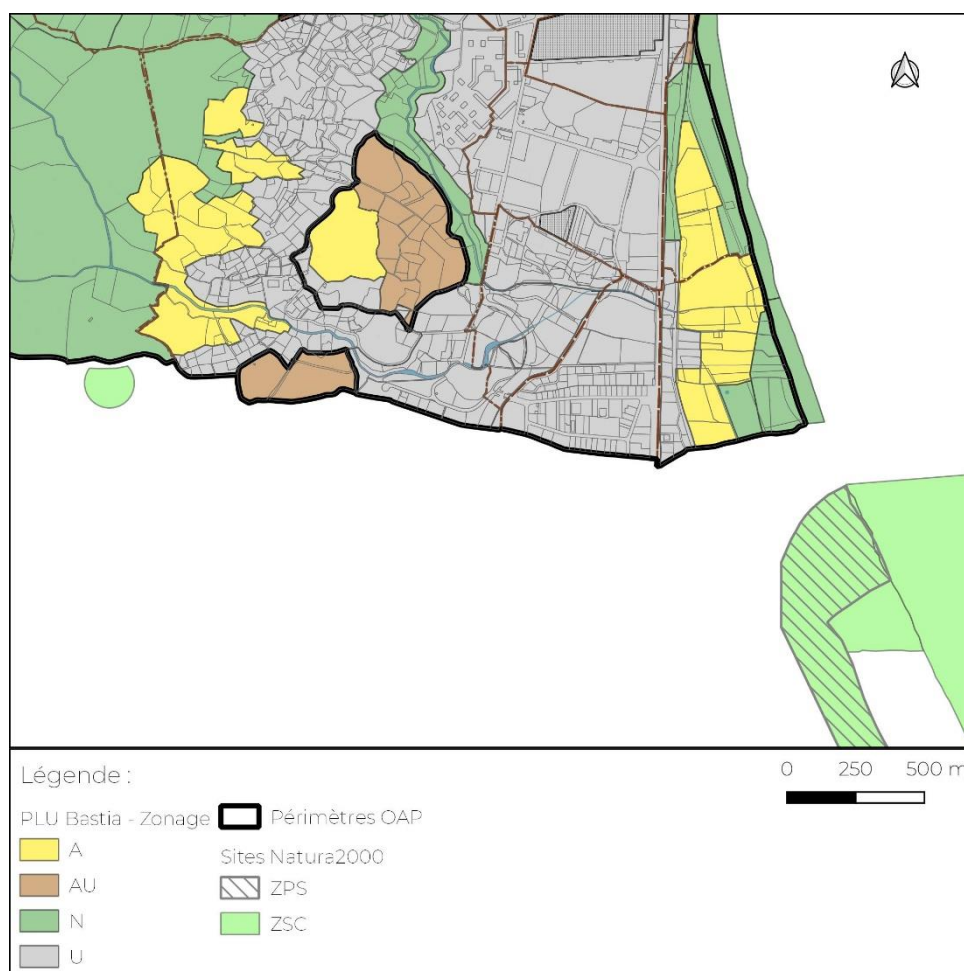 Légende :
0 250 500 m
PLU Bastia - Zonage
A
AU
N
U
Périmètres OAP
Sites Natura2000
ZPS
ZSC